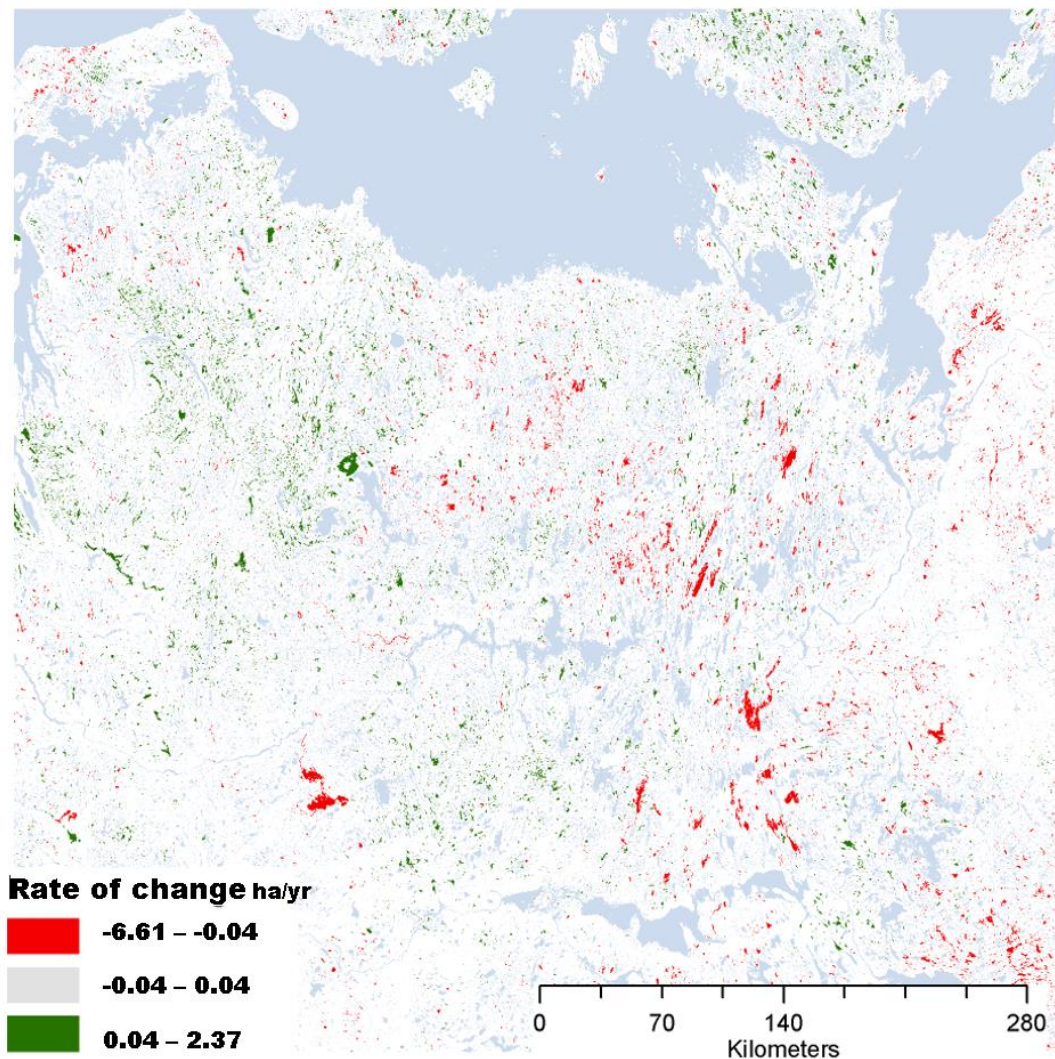 Rate of change ha/yr
-6.61 – -0.04
-0.04 – 0.04
0.04 – 2.37
0 70 140 280
Kilometers